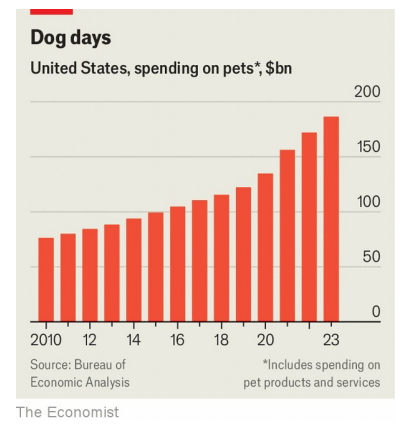 Dog days
United States, spending on pets*, $bn
200
150
100
50
0
2010 12 14 16 18 20 23
Source: Bureau of
Economic Analysis
*Includes spending on
pet products and services
The Economist